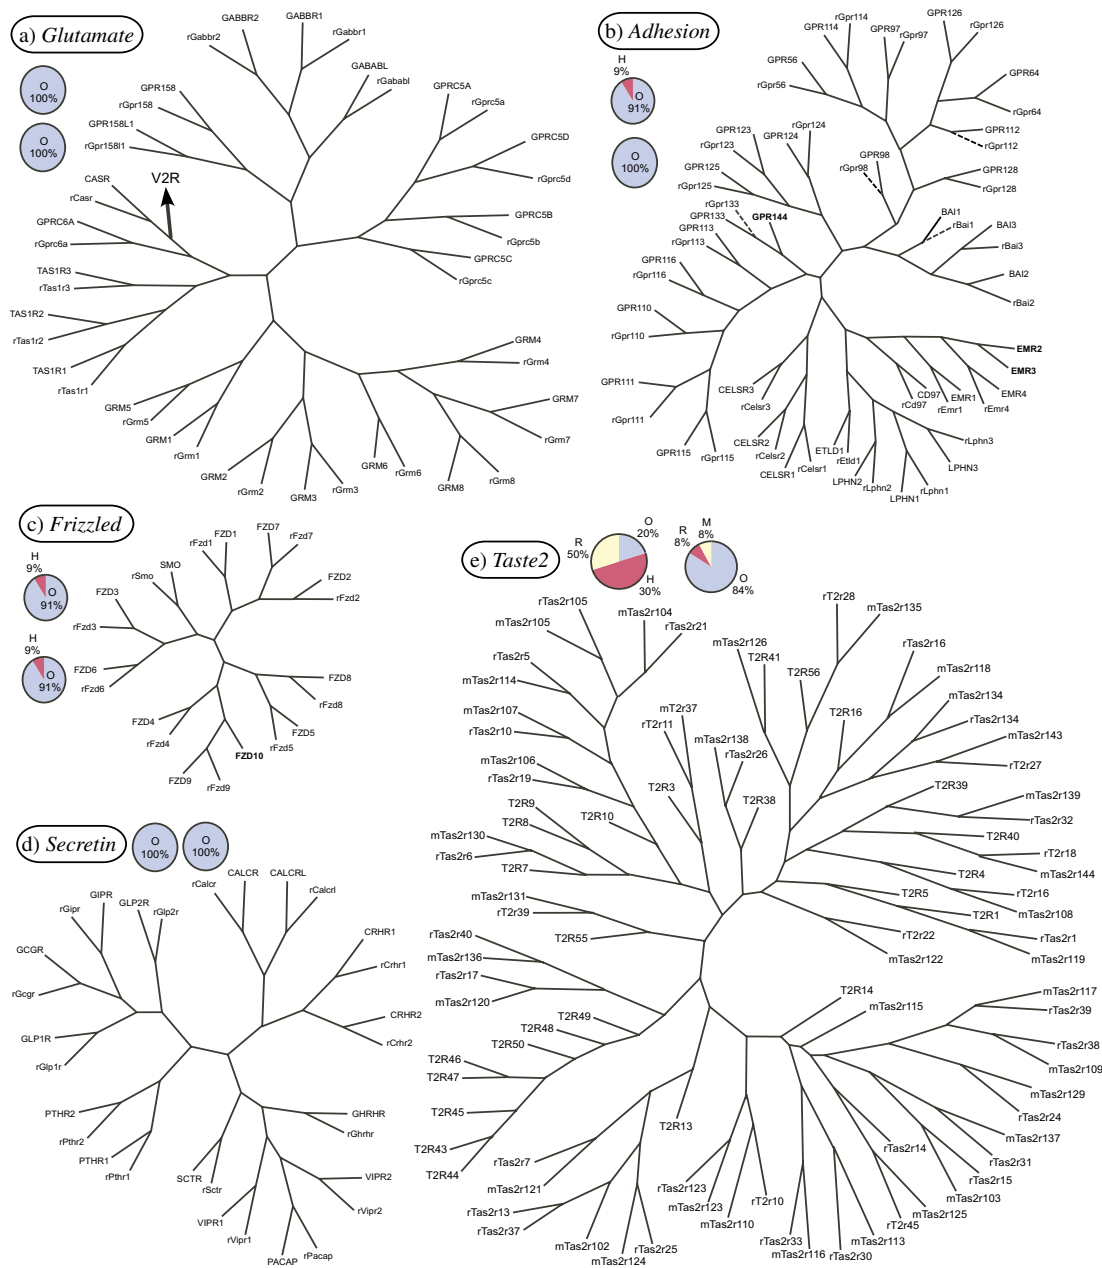 a) Glutamate
O
100%
O
100%
GABBR2
GABBR1
rGabbr2
rGabbr1
GABABL
rGababl
GPR158
rGpr158
GPR158L1
rGpr158l1
GPRC5A
rGprc5a
GPRC5D
rGprc5d
GPRC5B
rGprc5b
GPRC5C
rGprc5c
V2R
CASR
rCasr
GPRC6A
rGprc6a
TAS1R3
rTas1r3
TAS1R2
rTas1r2
TAS1R1
rTas1r1
GRM5
rGrm5
GRM1
rGrm1
GRM2
rGrm2
GRM3
rGrm3
GRM6
rGrm6
GRM8
rGrm8
GRM4
rGrm4
GRM7
rGrm7
b) Adhesion
H
9%
O
91%
O
100%
GPR126
rGpr126
rGpr114
GPR114
GPR97
rGpr97
GPR56
rGpr56
GPR64
rGpr64
GPR112
rGpr112
GPR128
rGpr128
GPR98
rGpr98
rGpr124
GPR124
GPR123
rGpr123
GPR125
rGpr125
rGpr133
GPR133
GPR144
GPR113
rGpr113
GPR116
rGpr116
GPR110
rGpr110
GPR111
rGpr111
GPR115
rGpr115
BAI1
rBai1
BAI3
rBai3
BAI2
rBai2
EMR2
EMR3
EMR4
rEmr4
EMR1
rEmr1
CD97
rCd97
CELSR3
rCelsr3
CELSR2
rCelsr2
CELSR1
rCelsr1
ETLD1
rEtld1
LPHN2
rLphn2
LPHN1
rLphn1
LPHN3
rLphn3
c) Frizzled
H
9%
O
91%
H
9%
O
91%
FZD7
rFzd7
FZD1
rFzd1
SMO
rSmo
FZD2
rFzd2
FZD3
rFzd3
FZD6
rFzd6
FZD8
rFzd8
FZD5
rFzd5
FZD4
rFzd4
FZD10
FZD9
rFzd9
d) Secretin
O
100%
O
100%
CALCR
rCalcr
CALCRL
rCalcrl
GIPR
rGipr
GLP2R
rGlp2r
GCGR
rGcgr
GLP1R
rGlp1r
CRHR1
rCrhr1
CRHR2
rCrhr2
PTHR2
rPthr2
PTHR1
rPthr1
SCTR
rSctr
GHRHR
rGhrhr
VIPR2
rVipr2
VIPR1
rVipr1
PACAP
rPacap
e) Taste2
R
50%
O
20%
H
30%
R
8%
M
8%
O
84%
rTas2r105
mTas2r105
mTas2r104
rTas2r21
rTas2r5
mTas2r114
mTas2r107
rTas2r10
mTas2r106
rTas2r19
T2R9
T2R8
T2R10
mTas2r130
rTas2r6
T2R7
mTas2r131
rT2r39
T2R55
rTas2r40
mTas2r136
rTas2r17
mTas2r120
T2R49
T2R48
T2R50
T2R46
T2R47
T2R45
T2R43
T2R44
mT2r37
rT2r11
mTas2r138
rTas2r26
T2R3
T2R38
mTas2r126
T2R41
T2R56
rT2r28
mTas2r135
rTas2r16
mTas2r118
T2R16
mTas2r134
rTas2r134
mTas2r143
rT2r27
T2R39
mTas2r139
rTas2r32
T2R40
rT2r18
mTas2r144
T2R4
rT2r16
mTas2r108
T2R5
T2R1
rTas2r1
mTas2r119
rT2r22
mTas2r122
T2R14
mTas2r115
mTas2r117
rTas2r39
rTas2r38
mTas2r109
mTas2r129
rTas2r24
mTas2r137
rTas2r31
rTas2r15
mTas2r103
mTas2r125
rTas2r14
rT2r45
mTas2r113
rTas2r30
mTas2r116
rTas2r33
rT2r10
mTas2r110
mTas2r123
rTas2r123
T2R13
rTas2r7
mTas2r121
rTas2r13
rTas2r37
mTas2r102
mTas2r124
rTas2r25